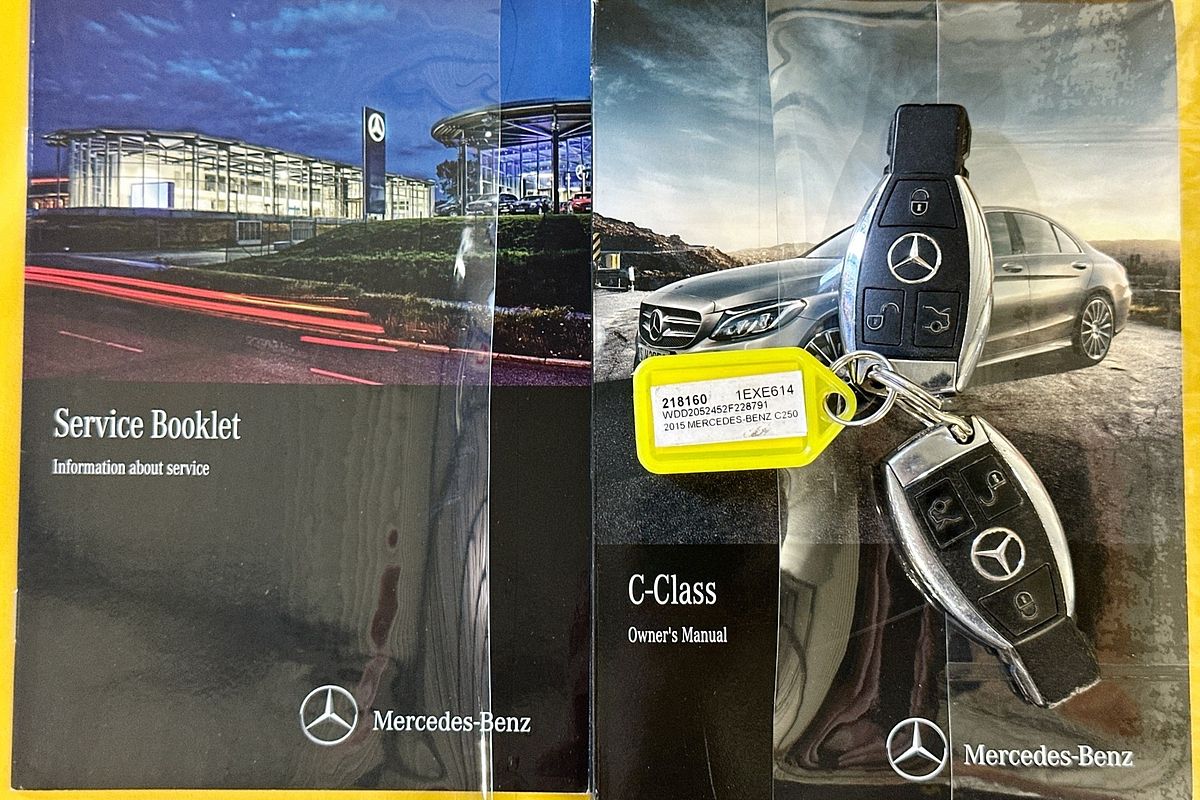 Service Booklet
Information about service
Mercedes-Benz
218160 1EXE614
WDD2052452F228791
2015 MERCEDES-BENZ C250
C-Class
Owner's Manual
Mercedes-Benz